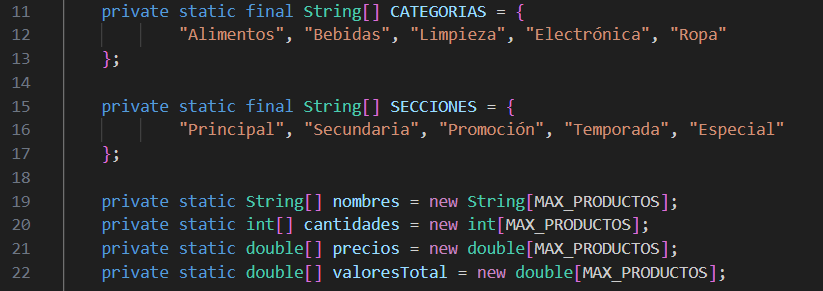 11 private static final String[] CATEGORIAS = {
12 "Alimentos", "Bebidas", "Limpieza", "Electrónica", "Ropa"
13 };
14
15 private static final String[] SECCIONES = {
16 "Principal", "Secundaria", "Promoción", "Temporada", "Especial"
17 };
18
19 private static String[] nombres = new String[MAX_PRODUCTOS];
20 private static int[] cantidades = new int[MAX_PRODUCTOS];
21 private static double[] precios = new double[MAX_PRODUCTOS];
22 private static double[] valoresTotal = new double[MAX_PRODUCTOS];